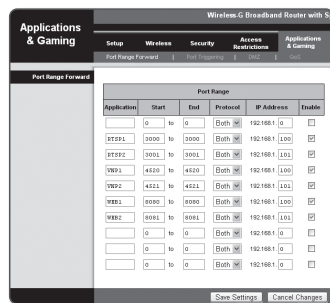 Wireless-G Broadband Router with S
Applications & Gaming
Setup Wireless Security Access Restrictions Applications & Gaming
Port Range Forward | Port Triggering | DMZ | QoS
Port Range Forward
Port Range
Application Start End Protocol IP Address Enable
0 to 0 Both 192.168.1. 0
RTSP1 3000 to 3000 Both 192.168.1. 100
RTSP2 3001 to 3001 Both 192.168.1. 101
VNP1 4520 to 4520 Both 192.168.1. 100
VNP2 4521 to 4521 Both 192.168.1. 101
WEB1 8080 to 8080 Both 192.168.1. 100
WEB2 8081 to 8081 Both 192.168.1. 101
0 to 0 Both 192.168.1. 0
0 to 0 Both 192.168.1. 0
0 to 0 Both 192.168.1. 0
Save Settings Cancel Changes